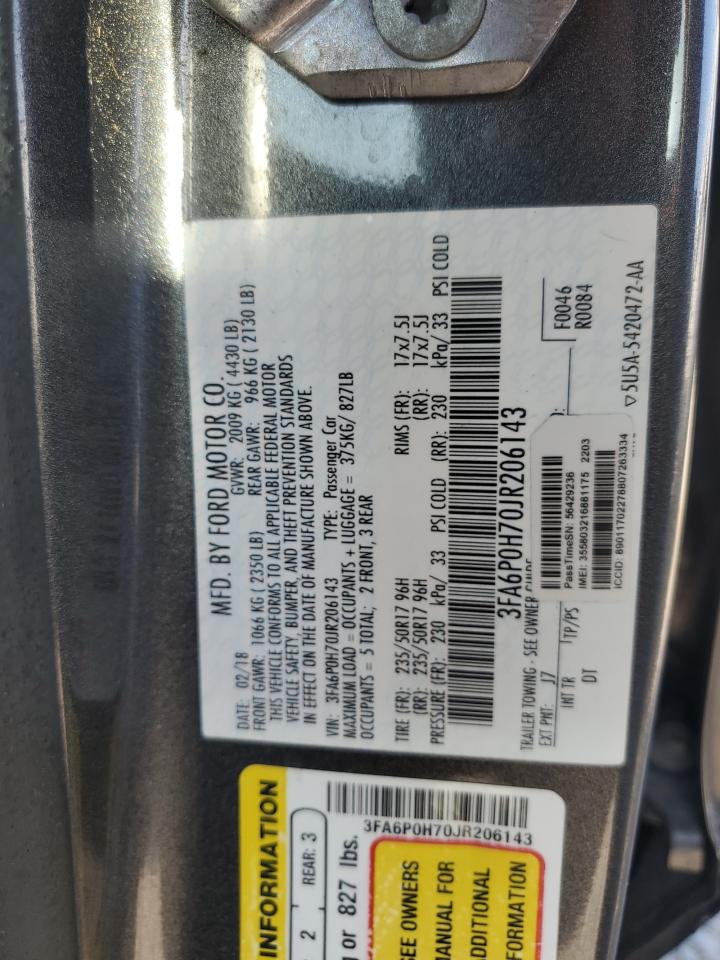 MFD. BY FORD MOTOR CO.
DATE: 02/18 GVWR: 2009 KG ( 4430 LB)
FRONT GAWR: 1066 KG ( 2350 LB) REAR GAWR: 966 KG ( 2130 LB)
THIS VEHICLE CONFORMS TO ALL APPLICABLE FEDERAL MOTOR
VEHICLE SAFETY, BUMPER, AND THEFT PREVENTION STANDARDS
IN EFFECT ON THE DATE OF MANUFACTURE SHOWN ABOVE.
VIN: 3FA6P0H70JR206143 TYPE: Passenger Car
MAXIMUM LOAD = OCCUPANTS + LUGGAGE = 375KG/ 827LB
OCCUPANTS = 5 TOTAL; 2 FRONT, 3 REAR
TIRE (FR): 235/50R17 96H RIMS (FR): 17x7.5J
(RR): 235/50R17 96H (RR): 17x7.5J
PRESSURE (FR): 230 kPa/ 33 PSI COLD (RR): 230 kPa/ 33 PSI COLD
3FA6P0H70JR206143
TRAILER TOWING - SEE OWNER
EXT PNT: J7 F0046
R0084
INT TR TP/PS
DT
▽5U5A-5420472-AA
PassTimeSN: 56429236
IMEI: 355803216881175 2203
ICCID: 89011702278807263334
INFORMATION
2 REAR: 3
or 827 lbs.
3FA6P0H70JR206143
SEE OWNERS
MANUAL FOR
ADDITIONAL
INFORMATION